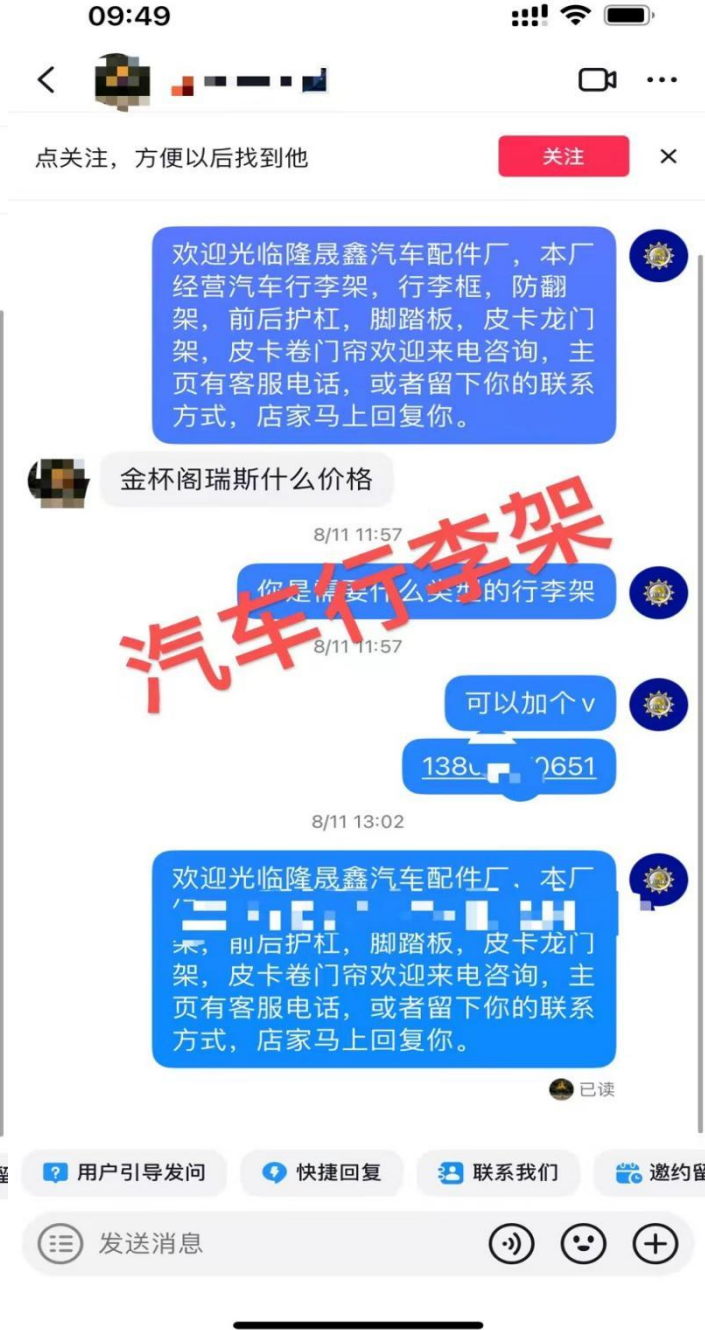 09:49
点关注，方便以后找到他
关注
欢迎光临隆晟鑫汽车配件厂，本厂
经营汽车行李架，行李框，防翻
架，前后护杠，脚踏板，皮卡龙门
架，皮卡卷门帘欢迎来电咨询，主
页有客服电话，或者留下你的联系
方式，店家马上回复你。
金杯阁瑞斯什么价格
8/11 11:57
你是需要什么类型的行李架
汽车行李架
8/11 11:57
可以加个v
138 0651
8/11 13:02
欢迎光临隆晟鑫汽车配件厂、本厂
架，前后护杠，脚踏板，皮卡龙门
架，皮卡卷门帘欢迎来电咨询，主
页有客服电话，或者留下你的联系
方式，店家马上回复你。
已读
用户引导发问
快捷回复
联系我们
邀约留
发送消息